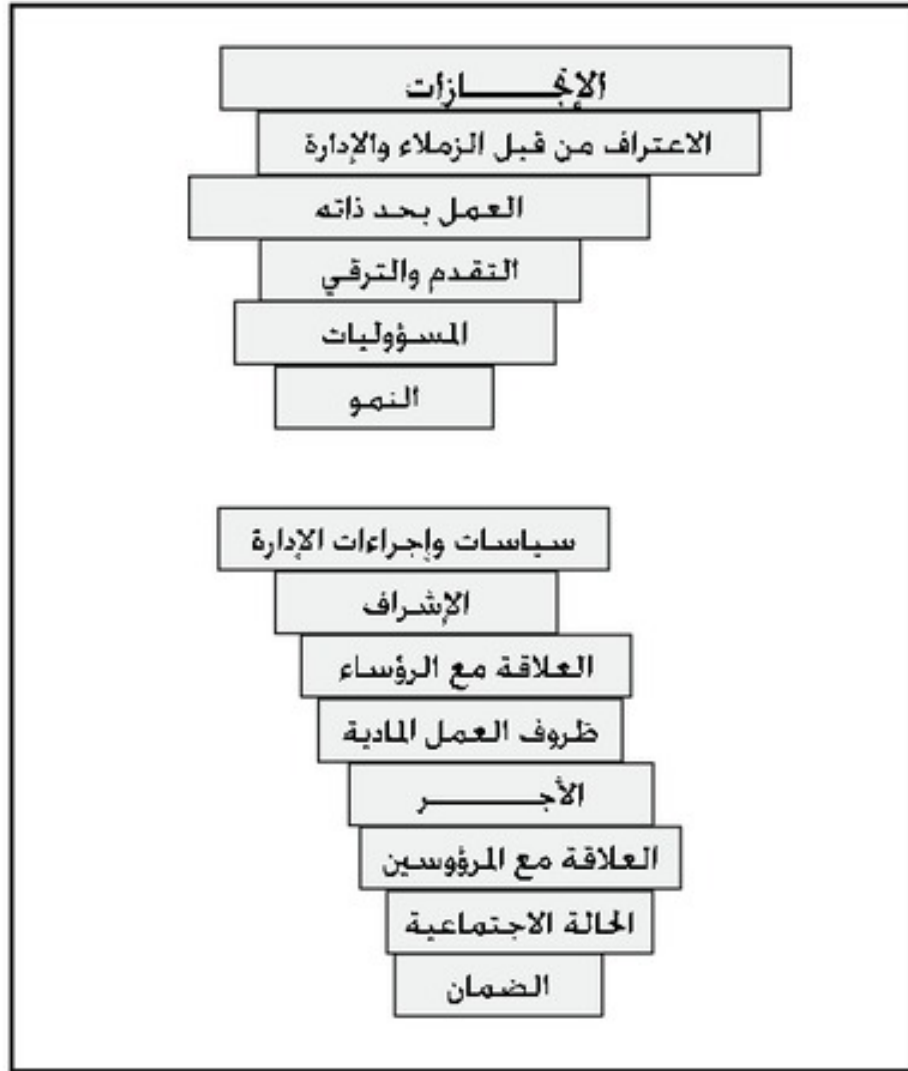 الإنجـــــازات
الاعتراف من قبل الزملاء والإدارة
العمل بحد ذاته
التقدم والترقي
المسؤوليات
النمو
سياسات وإجراءات الإدارة
الإشراف
العلاقة مع الرؤساء
ظروف العمل المادية
الأجـــــــر
العلاقة مع المرؤوسين
الحالة الاجتماعية
الضمان